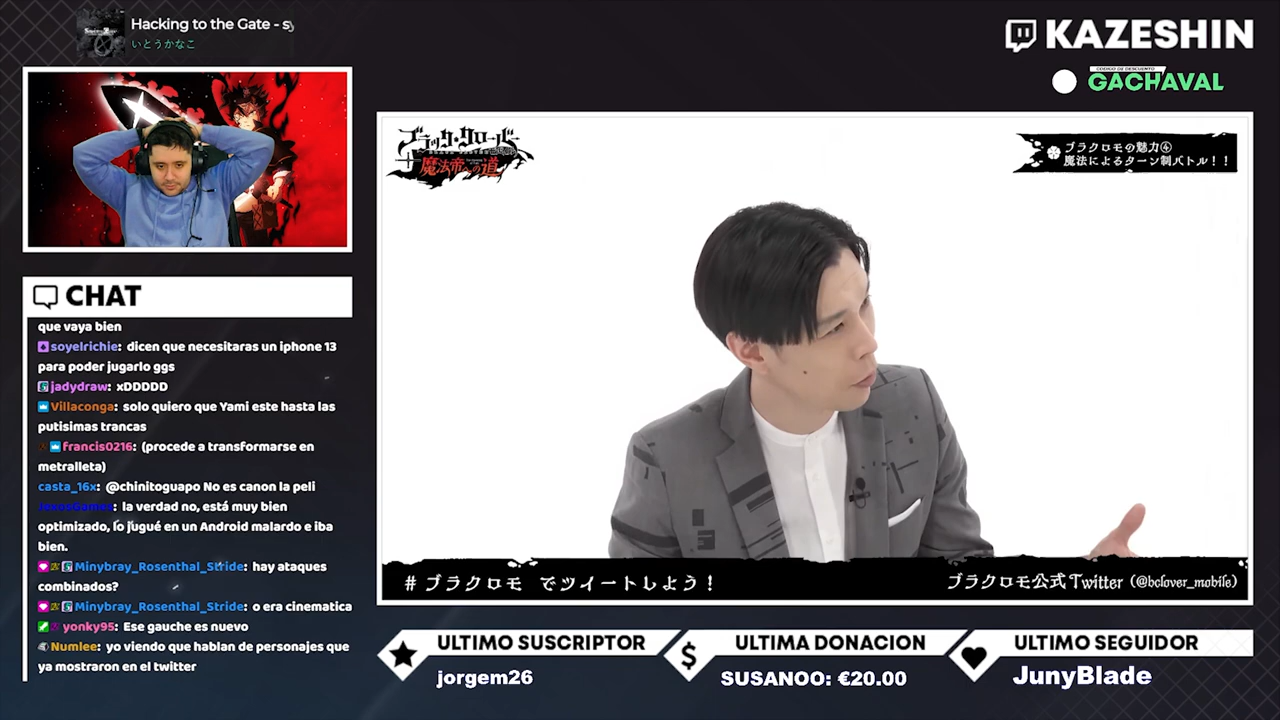 Hacking to the Gate - sy
いとうかなこ
KAZESHIN
CODIGO DE DESCUENTO
GACHAVAL
ブラック・クローバー
魔法帝への道
ブラクロモの魅力④
魔法によるターン制バトル！！
CHAT
que vaya bien
soyelrichie: dicen que necesitaras un iphone 13
para poder jugarlo ggs
jadydraw: xDDDDD
Villaconga: solo quiero que Yami este hasta las
putisimas trancas
francis0216: (procede a transformarse en
metralleta)
casta_16x: @chinitoguapo No es canon la peli
JexosGames: la verdad no, está muy bien
optimizado, lo jugué en un Android malardo e iba
bien.
Minybray_Rosenthal_Stride: hay ataques
combinados?
Minybray_Rosenthal_Stride: o era cinematica
yonky95: Ese gauche es nuevo
Numlee: yo viendo que hablan de personajes que
ya mostraron en el twitter
#ブラクロモ でツイートしよう！
ブラクロモ公式Twitter (@bclover_mobile)
ULTIMO SUSCRIPTOR
jorgem26
ULTIMA DONACION
SUSANOO: €20.00
ULTIMO SEGUIDOR
JunyBlade